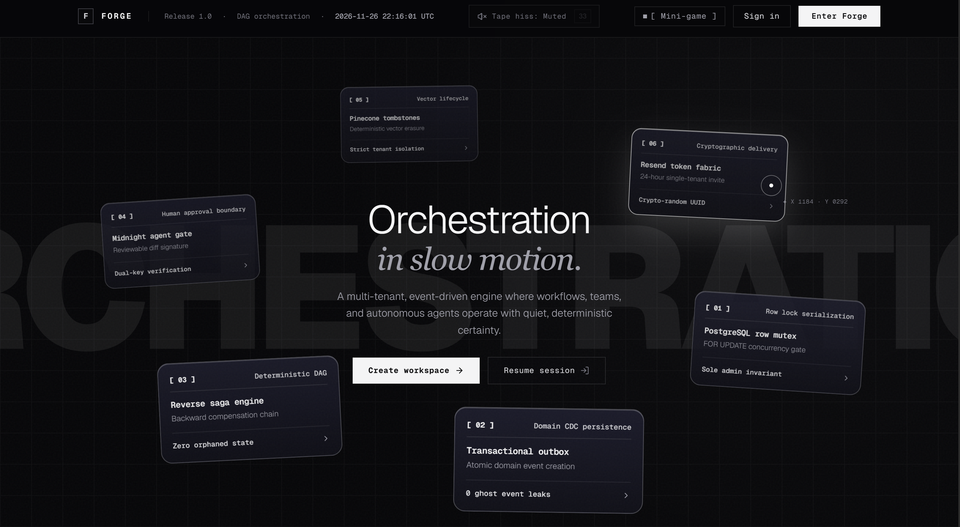 F FORGE Release 1.0 · DAG orchestration · 2026-11-26 22:16:01 UTC Tape hiss: Muted [ Mini-game ] Sign in Enter Forge
[ 05 ] Vector lifecycle
Pinecone tombstones
Deterministic vector erasure
Strict tenant isolation
[ 06 ] Cryptographic delivery
Resend token fabric
24-hour single-tenant invite
Crypto-random UUID
X 1184 · Y 0292
[ 04 ] Human approval boundary
Midnight agent gate
Reviewable diff signature
Dual-key verification
RCHESTRATIO
Orchestration
in slow motion.
A multi-tenant, event-driven engine where workflows, teams,
and autonomous agents operate with quiet, deterministic
certainty.
Create workspace → Resume session
[ 01 ] Row lock serialization
PostgreSQL row mutex
FOR UPDATE concurrency gate
Sole admin invariant
[ 03 ] Deterministic DAG
Reverse saga engine
Backward compensation chain
Zero orphaned state
[ 02 ] Domain CDC persistence
Transactional outbox
Atomic domain event creation
0 ghost event leaks